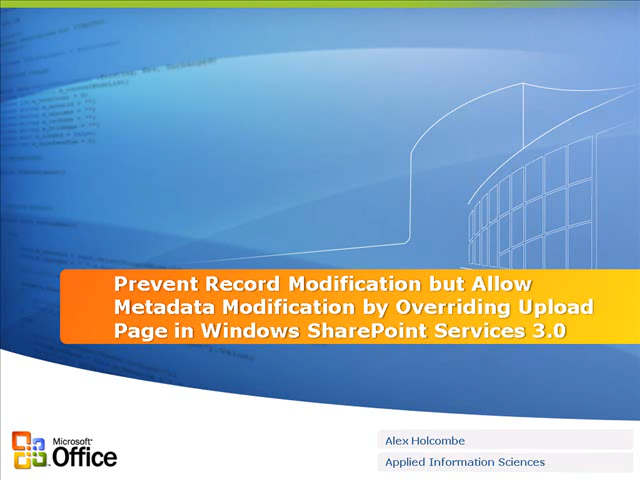 Prevent Record Modification but Allow
Metadata Modification by Overriding Upload
Page in Windows SharePoint Services 3.0
Alex Holcombe
Applied Information Sciences
Microsoft®
Office